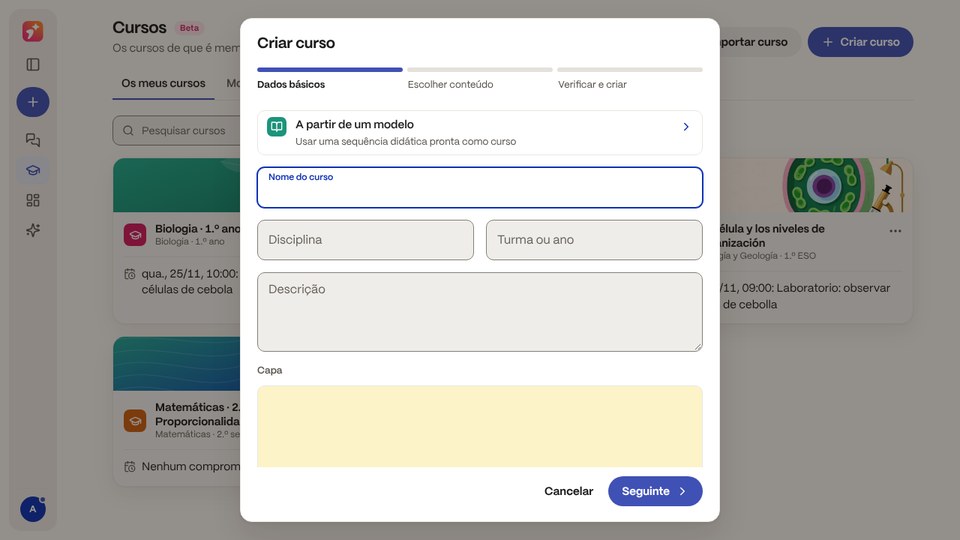 Cursos
Beta
Os cursos de que é mem
portar curso
Criar curso
Os meus cursos
Mo
Pesquisar cursos
Biologia · 1.º ano
Biologia · 1.º ano
qua., 25/11, 10:00:
células de cebola
Matemáticas · 2.
Proporcionalida
Matemáticas · 2.º se
Nenhum comprom
A
élula y los niveles de
anización
gía y Geología · 1.º ESO
/11, 09:00: Laboratorio: observar
de cebolla
Criar curso
Dados básicos
Escolher conteúdo
Verificar e criar
A partir de um modelo
Usar uma sequência didática pronta como curso
Nome do curso
Disciplina
Turma ou ano
Descrição
Capa
Cancelar
Seguinte